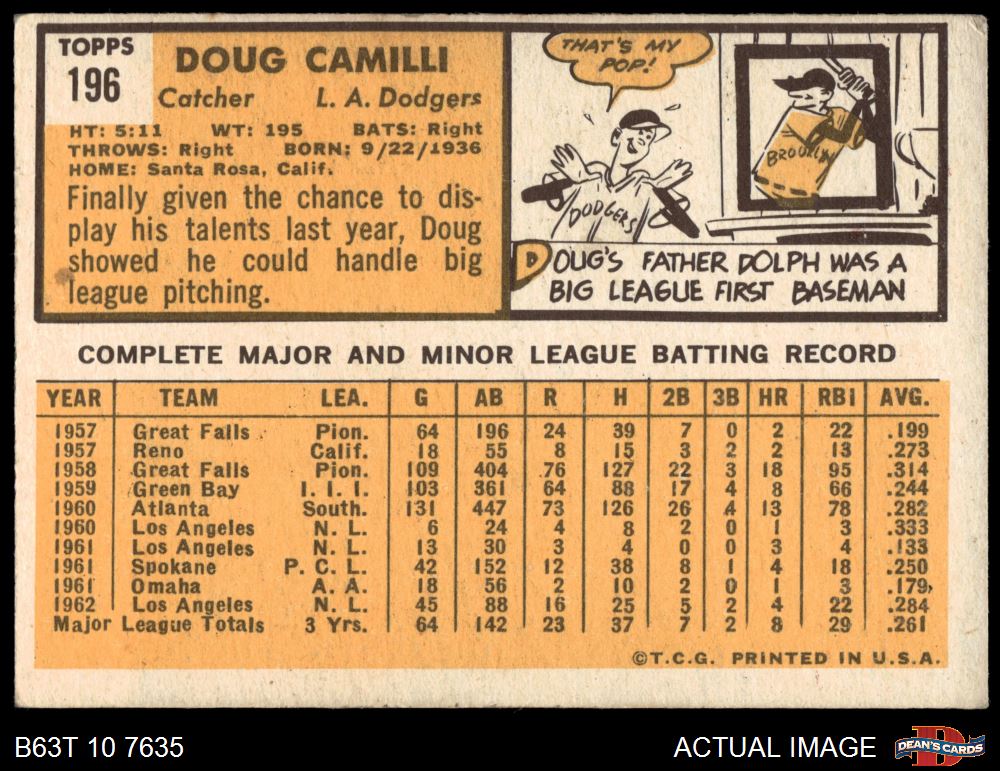 TOPPS
196
DOUG CAMILLI
Catcher L. A. Dodgers
HT: 5:11 WT: 195 BATS: Right
THROWS: Right BORN: 9/22/1936
HOME: Santa Rosa, Calif.
Finally given the chance to dis-
play his talents last year, Doug
showed he could handle big
league pitching.
THAT'S MY
POP!
DODGERS
BROOKLYN
DOUG'S FATHER DOLPH WAS A
BIG LEAGUE FIRST BASEMAN
COMPLETE MAJOR AND MINOR LEAGUE BATTING RECORD
YEAR TEAM LEA. G AB R H 2B 3B HR RBI AVG.
1957 Great Falls Pion. 64 196 24 39 7 0 2 22 .199
1957 Reno Calif. 18 55 8 15 3 2 2 13 .273
1958 Great Falls Pion. 109 404 76 127 22 3 18 95 .314
1959 Green Bay I. I. I. 103 361 64 88 17 4 8 66 .244
1960 Atlanta South. 131 447 73 126 26 4 13 78 .282
1960 Los Angeles N. L. 6 24 4 8 2 0 1 3 .333
1961 Los Angeles N. L. 13 30 3 4 0 0 3 4 .133
1961 Spokane P. C. L. 42 152 12 38 8 1 4 18 .250
1961 Omaha A. A. 18 56 2 10 2 0 1 3 .179
1962 Los Angeles N. L. 45 88 16 25 5 2 4 22 .284
Major League Totals 3 Yrs. 64 142 23 37 7 2 8 29 .261
©T.C.G. PRINTED IN U.S.A.
B63T 10 7635
ACTUAL IMAGE
D
DEAN'S CARDS